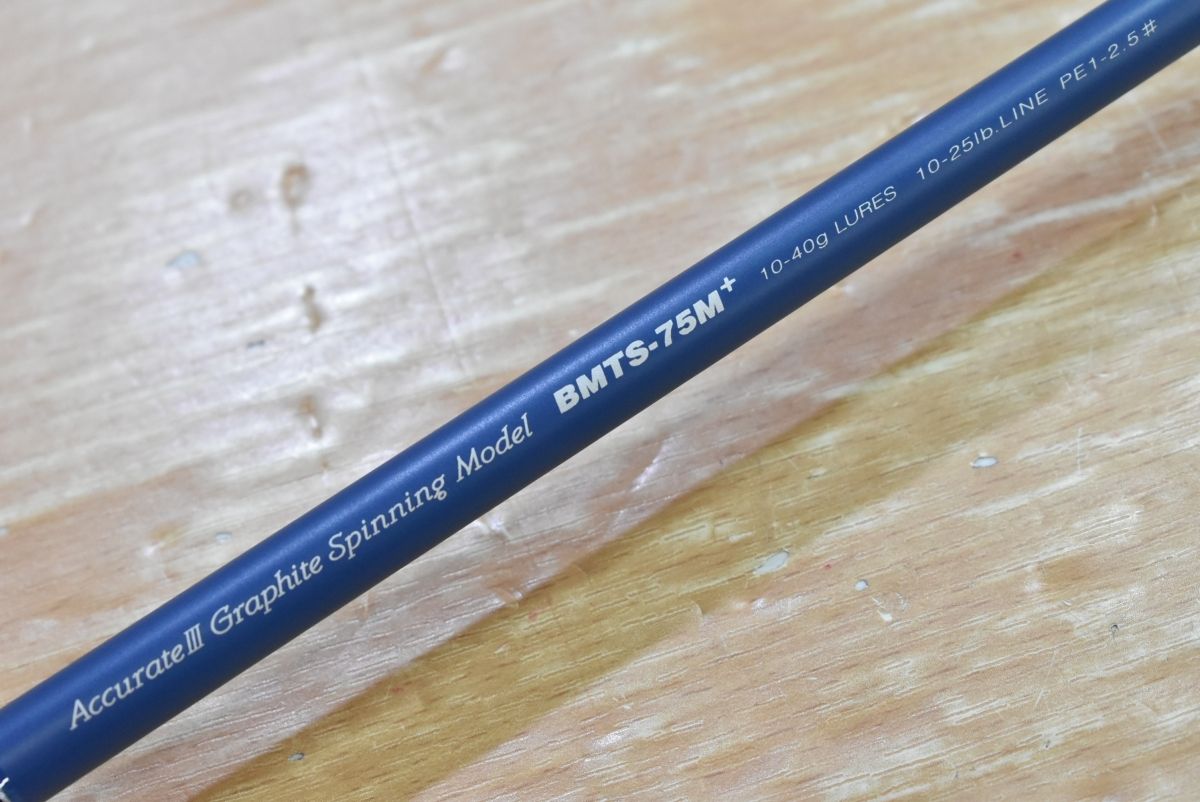 AccurateⅢ Graphite Spinning Model BMTS-75M+ 10-40g LURES 10-25lb.LINE PE1-2.5#